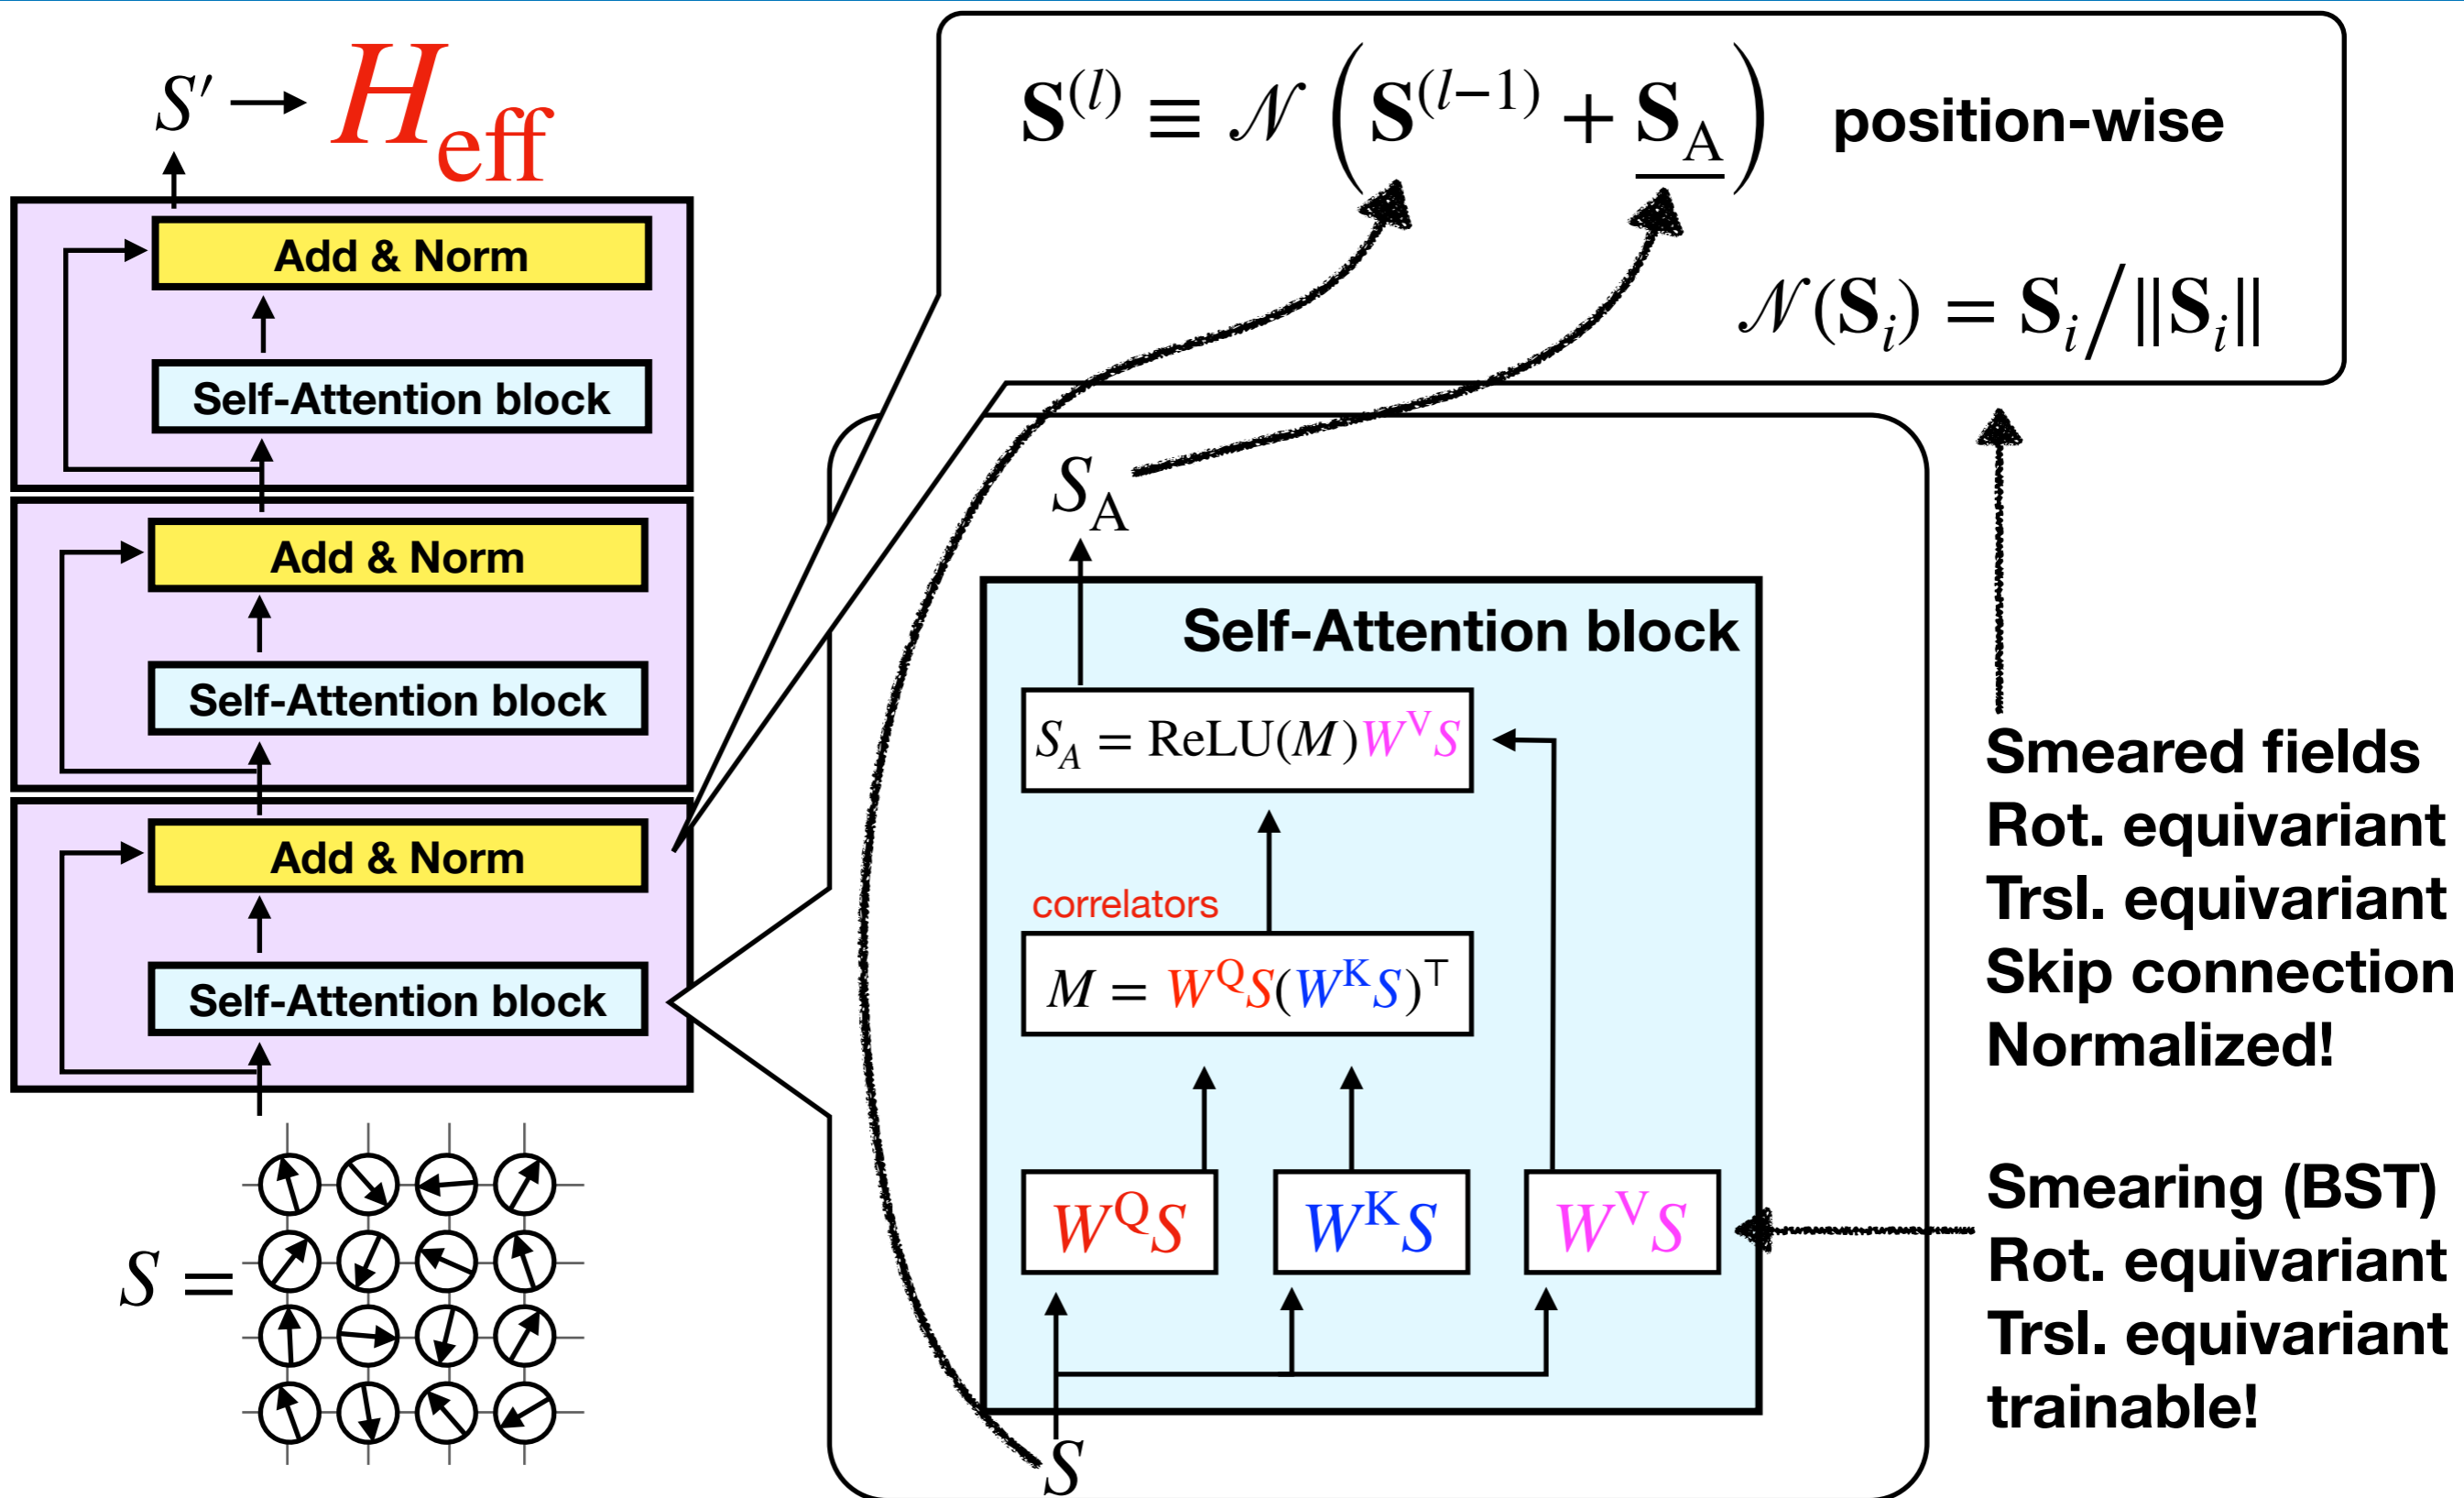 S′ → H_eff
Add & Norm
Self-Attention block
Add & Norm
Self-Attention block
Add & Norm
Self-Attention block
S =
𝐒^(l) ≡ 𝒩 ( 𝐒^(l−1) + 𝐒_A ) position-wise
𝒩(𝐒_i) = 𝐒_i / ‖𝐒_i‖
S_A
Self-Attention block
S_A = ReLU(M)W^V S
correlators
M = W^Q S(W^K S)^⊤
W^Q S
W^K S
W^V S
S
Smeared fields
Rot. equivariant
Trsl. equivariant
Skip connection
Normalized!
Smearing (BST)
Rot. equivariant
Trsl. equivariant
trainable!